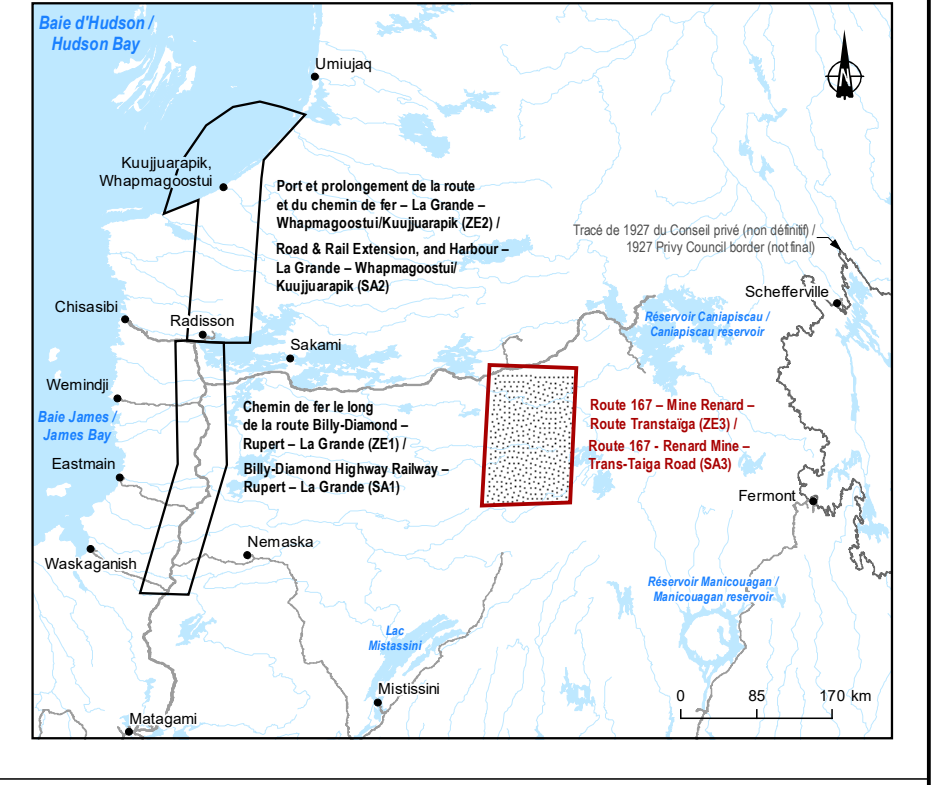 Baie d'Hudson /
Hudson Bay
Umiujaq
N
Kuujjuarapik,
Whapmagoostui
Port et prolongement de la route
et du chemin de fer – La Grande –
Whapmagoostui/Kuujjuarapik (ZE2) /
Road & Rail Extension, and Harbour –
La Grande – Whapmagoostui/
Kuujjuarapik (SA2)
Tracé de 1927 du Conseil privé (non définitif) /
1927 Privy Council border (not final)
Schefferville
Chisasibi
Radisson
Réservoir Caniapiscau /
Caniapiscau reservoir
Sakami
Wemindji
Baie James /
James Bay
Chemin de fer le long
de la route Billy-Diamond –
Rupert – La Grande (ZE1) /
Billy-Diamond Highway Railway –
Rupert – La Grande (SA1)
Route 167 – Mine Renard –
Route Transtaïga (ZE3) /
Route 167 - Renard Mine –
Trans-Taiga Road (SA3)
Eastmain
Fermont
Nemaska
Waskaganish
Réservoir Manicouagan /
Manicouagan reservoir
Lac
Mistassini
Mistissini
0 85 170 km
Matagami